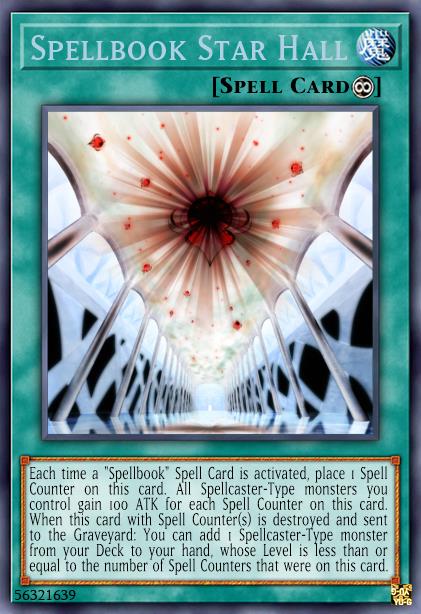 Spellbook Star Hall
魔
[Spell Card]
Each time a "Spellbook" Spell Card is activated, place 1 Spell
Counter on this card. All Spellcaster-Type monsters you
control gain 100 ATK for each Spell Counter on this card.
When this card with Spell Counter(s) is destroyed and sent
to the Graveyard: You can add 1 Spellcaster-Type monster
from your Deck to your hand, whose Level is less than or
equal to the number of Spell Counters that were on this card.
56321639